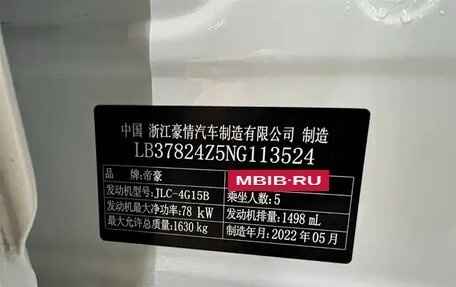 中国 浙江豪情汽车制造有限公司 制造
LB37824Z5NG113524
品 牌:帝豪
MBIB-RU
发动机型号:JLC-4G15B 乘坐人数:5
发动机最大净功率:78 kW 发动机排量:1498 mL
最大允许总质量:1630 kg 制造年月:2022年05月